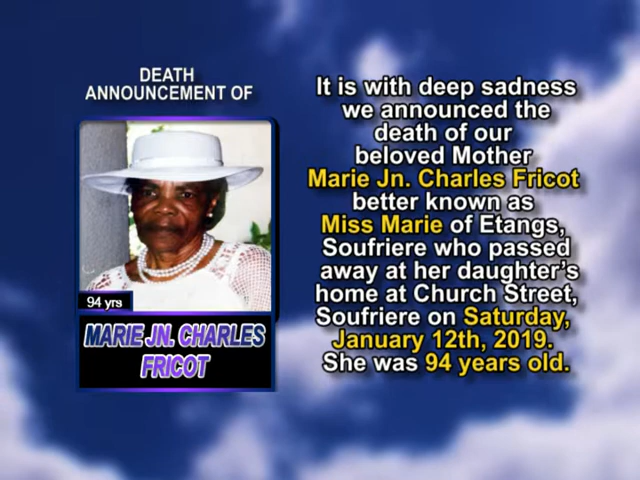 DEATH
ANNOUNCEMENT OF
94 yrs
MARIE JN. CHARLES
FRICOT
It is with deep sadness
we announced the
death of our
beloved Mother
Marie Jn. Charles Fricot
better known as
Miss Marie of Etangs,
Soufriere who passed
away at her daughter's
home at Church Street,
Soufriere on Saturday,
January 12th, 2019.
She was 94 years old.